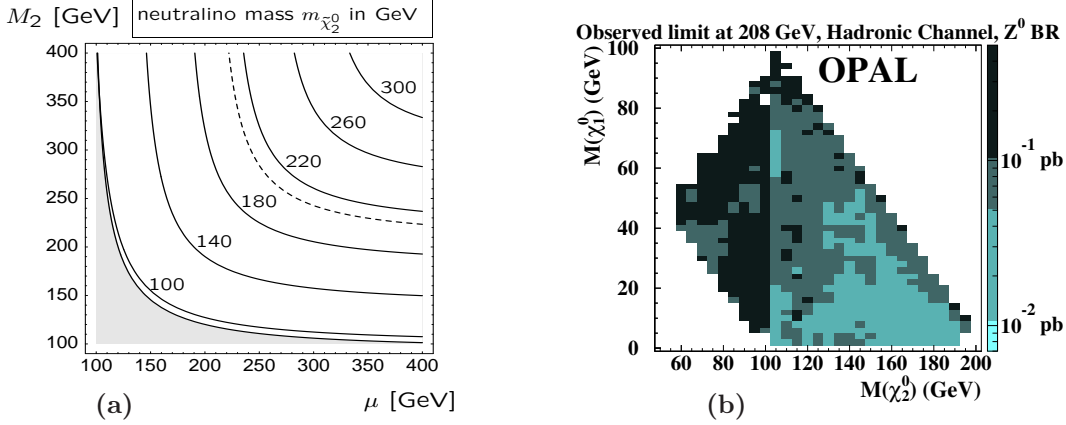 M₂ [GeV]
neutralino mass m_χ̃⁰₂ in GeV
400
350
300
250
200
150
100
300
260
220
180
140
100
100 150 200 250 300 350 400
(a)
μ [GeV]
Observed limit at 208 GeV, Hadronic Channel, Z⁰ BR
OPAL
M(χ⁰₁) (GeV)
100
80
60
40
20
0
10⁻¹ pb
10⁻² pb
60 80 100 120 140 160 180 200
(b)
M(χ⁰₂) (GeV)